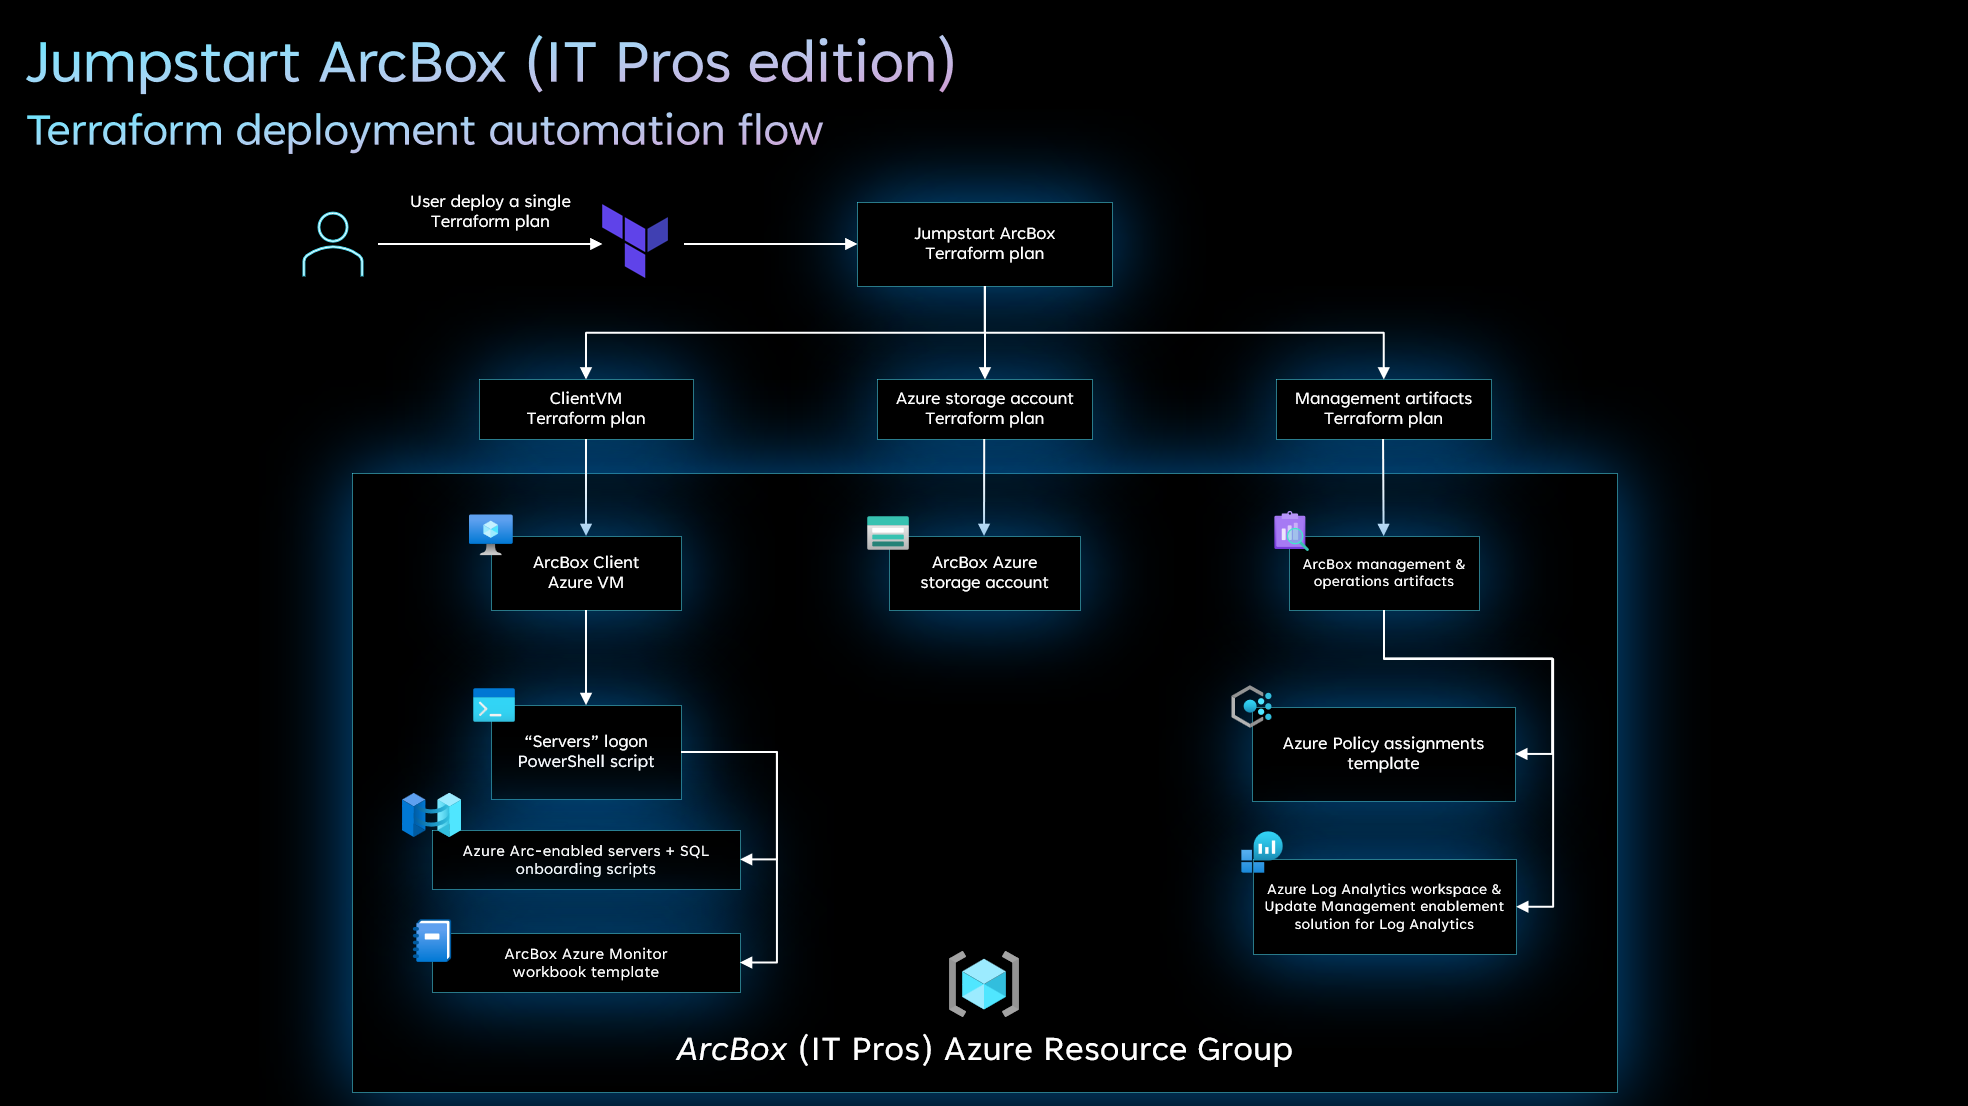 Jumpstart ArcBox (IT Pros edition)
Terraform deployment automation flow
User deploy a single
Terraform plan
Jumpstart ArcBox
Terraform plan
ClientVM
Terraform plan
Azure storage account
Terraform plan
Management artifacts
Terraform plan
ArcBox Client
Azure VM
ArcBox Azure
storage account
ArcBox management &
operations artifacts
“Servers” logon
PowerShell script
Azure Policy assignments
template
Azure Arc-enabled servers + SQL
onboarding scripts
Azure Log Analytics workspace &
Update Management enablement
solution for Log Analytics
ArcBox Azure Monitor
workbook template
ArcBox (IT Pros) Azure Resource Group